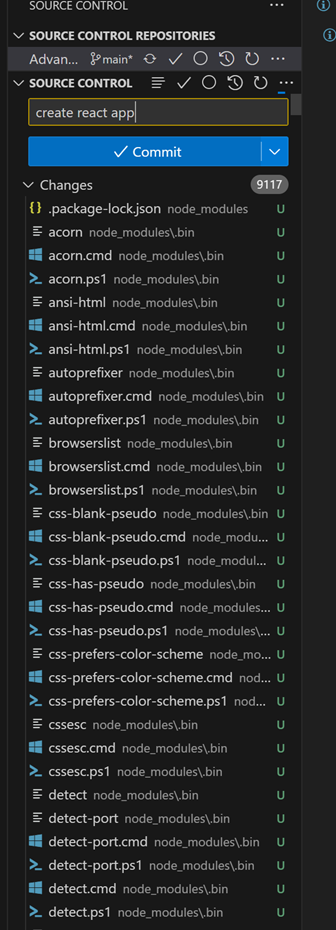 SOURCE CONTROL
SOURCE CONTROL REPOSITORIES
Advan... main*
SOURCE CONTROL
create react app
Commit
Changes 9117
{} .package-lock.json node_modules U
acorn node_modules\.bin U
acorn.cmd node_modules\.bin U
acorn.ps1 node_modules\.bin U
ansi-html node_modules\.bin U
ansi-html.cmd node_modules\.bin U
ansi-html.ps1 node_modules\.bin U
autoprefixer node_modules\.bin U
autoprefixer.cmd node_modules\.bin U
autoprefixer.ps1 node_modules\.bin U
browserslist node_modules\.bin U
browserslist.cmd node_modules\.bin U
browserslist.ps1 node_modules\.bin U
css-blank-pseudo node_modules\.bin U
css-blank-pseudo.cmd node_modu... U
css-blank-pseudo.ps1 node_modul... U
css-has-pseudo node_modules\.bin U
css-has-pseudo.cmd node_modules... U
css-has-pseudo.ps1 node_modules\... U
css-prefers-color-scheme node_mo... U
css-prefers-color-scheme.cmd nod... U
css-prefers-color-scheme.ps1 nod... U
cssesc node_modules\.bin U
cssesc.cmd node_modules\.bin U
cssesc.ps1 node_modules\.bin U
detect node_modules\.bin U
detect-port node_modules\.bin U
detect-port.cmd node_modules\.bin U
detect-port.ps1 node_modules\.bin U
detect.cmd node_modules\.bin U
detect.ps1 node_modules\.bin U